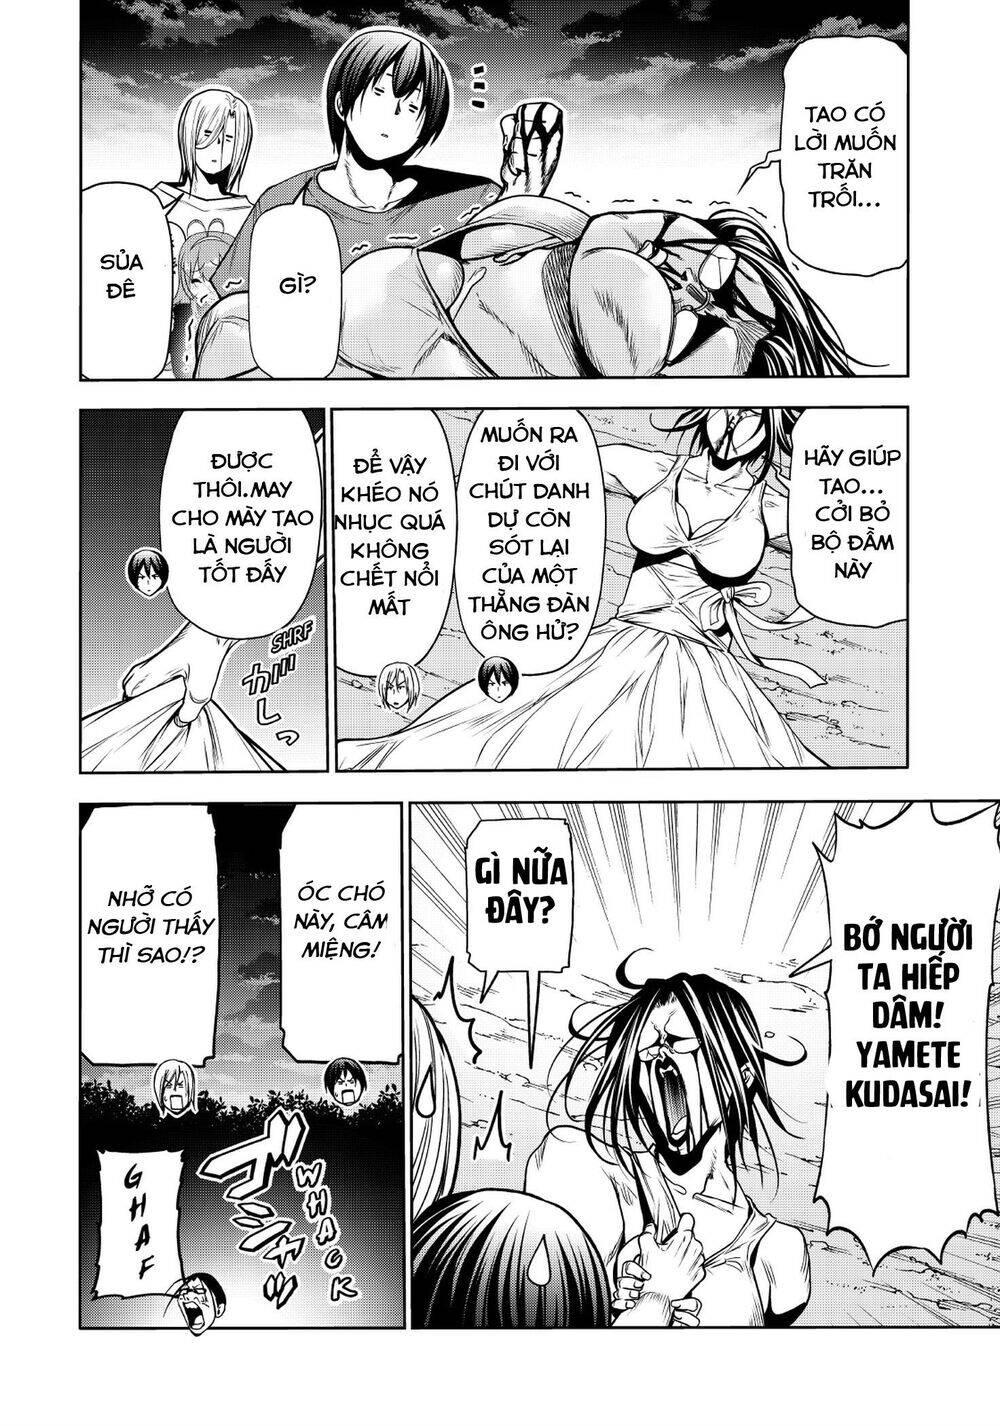 TAO CÓ
LỜI MUỐN
TRĂN
TRỐI...
GÌ?
SỦA
ĐÊ
HÃY GIÚP
TAO...
CỞI BỎ
BỘ ĐẦM
NÀY
MUỐN RA
ĐI VỚI
CHÚT DANH
DỰ CÒN
SÓT LẠI
CỦA MỘT
THẰNG ĐÀN
ÔNG HỬ?
ĐỂ VẬY
KHÉO NÓ
NHỤC QUÁ
KHÔNG
CHẾT NỔI
MẤT
ĐƯỢC
THÔI.MAY
CHO MÀY TAO
LÀ NGƯỜI
TỐT ĐẤY
SHRF
ガバッ
BỚ NGƯỜI
TA HIẾP
DÂM!
YAMETE
KUDASAI!
GÌ NỮA
ĐÂY?
ÓC CHÓ
NÀY, CÂM
MIỆNG!
NHỠ CÓ
NGƯỜI THẤY
THÌ SAO!?
WHACK
GHAF